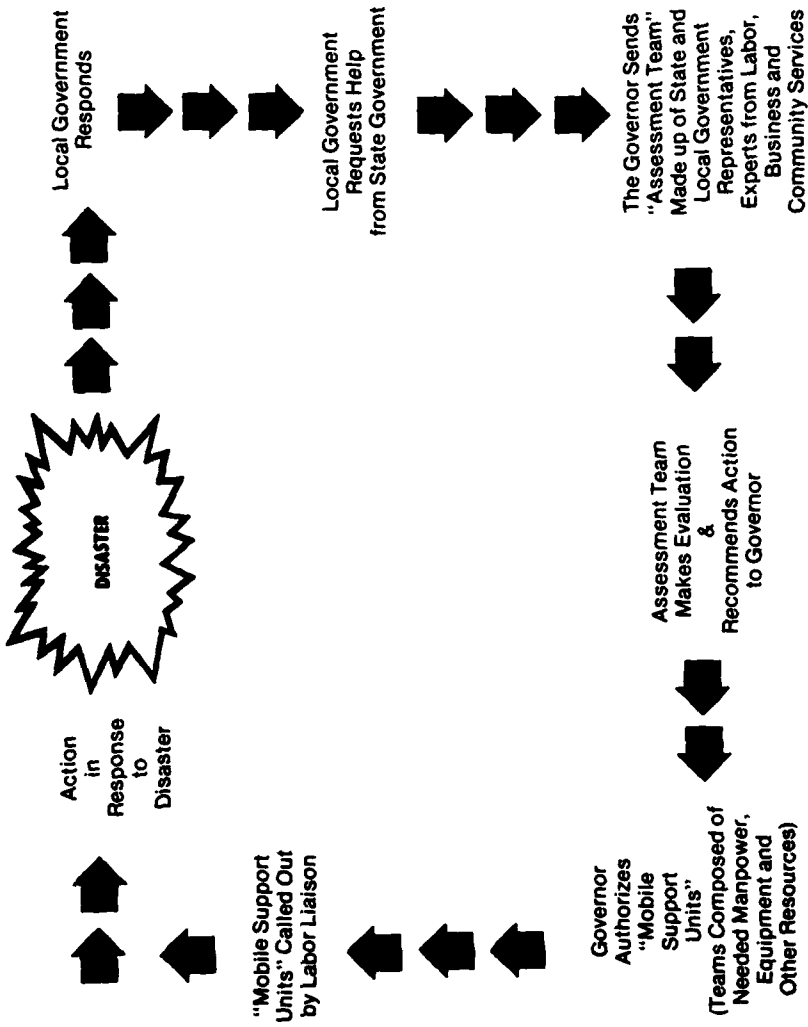 DISASTER
Local Government
Responds
Local Government
Requests Help
from State Government
The Governor Sends
“Assessment Team”
Made up of State and
Local Government
Representatives,
Experts from Labor,
Business and
Community Services
Assessment Team
Makes Evaluation
&
Recommends Action
to Governor
Governor
Authorizes
“Mobile
Support
Units”
(Teams Composed of
Needed Manpower,
Equipment and
Other Resources)
“Mobile Support
Units” Called Out
by Labor Liaison
Action
in
Response
to
Disaster